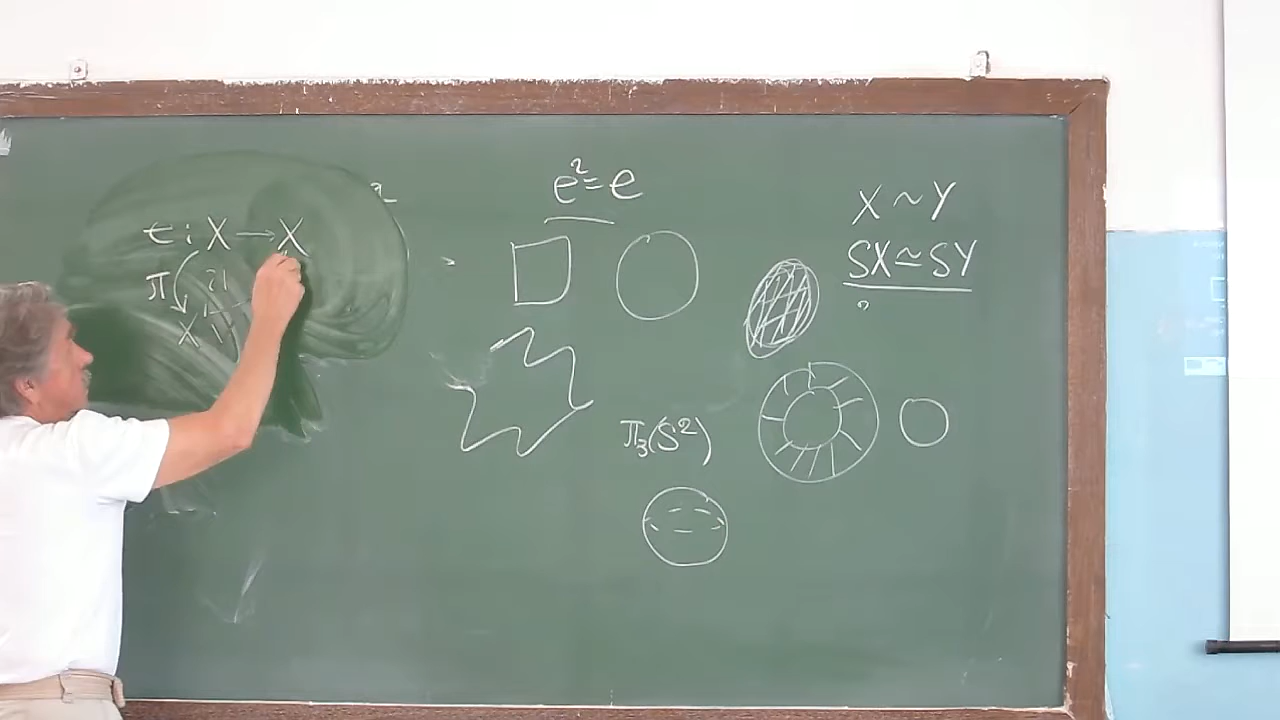 e² = e
t : X → X
π
X
X ~ Y
SX ≃ SY
π₃(S²)